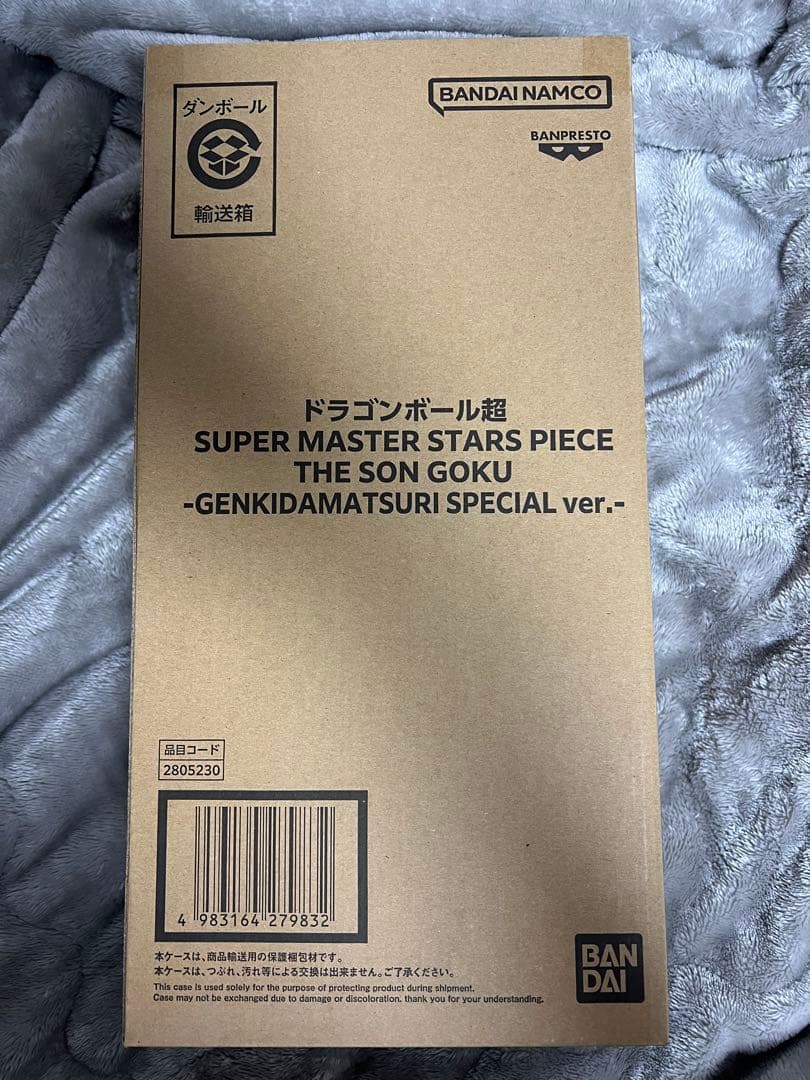 ダンボール
輸送箱
BANDAI NAMCO
BANPRESTO
ドラゴンボール超
SUPER MASTER STARS PIECE
THE SON GOKU
-GENKIDAMATSURI SPECIAL ver.-
品目コード
2805230
4 983164 279832
本ケースは、商品輸送用の保護梱包材です。
本ケースは、つぶれ、汚れ等による交換は出来ません。ご了承ください。
This case is used solely for the purpose of protecting product during shipment.
Case may not be exchanged due to damage or discoloration. thank you for your understanding.
BAN
DAI